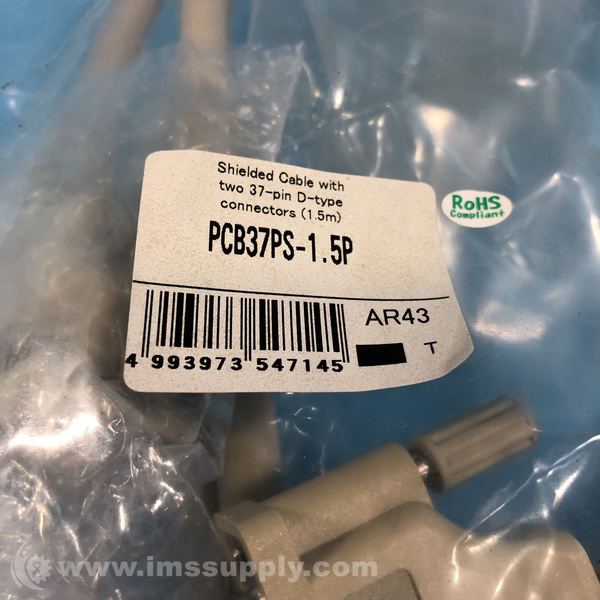 Shielded Cable with
two 37-pin D-type
connectors (1.5m)
PCB37PS-1.5P
RoHS
Compliant
AR43
T
4 993973 547145
www.imssupply.com